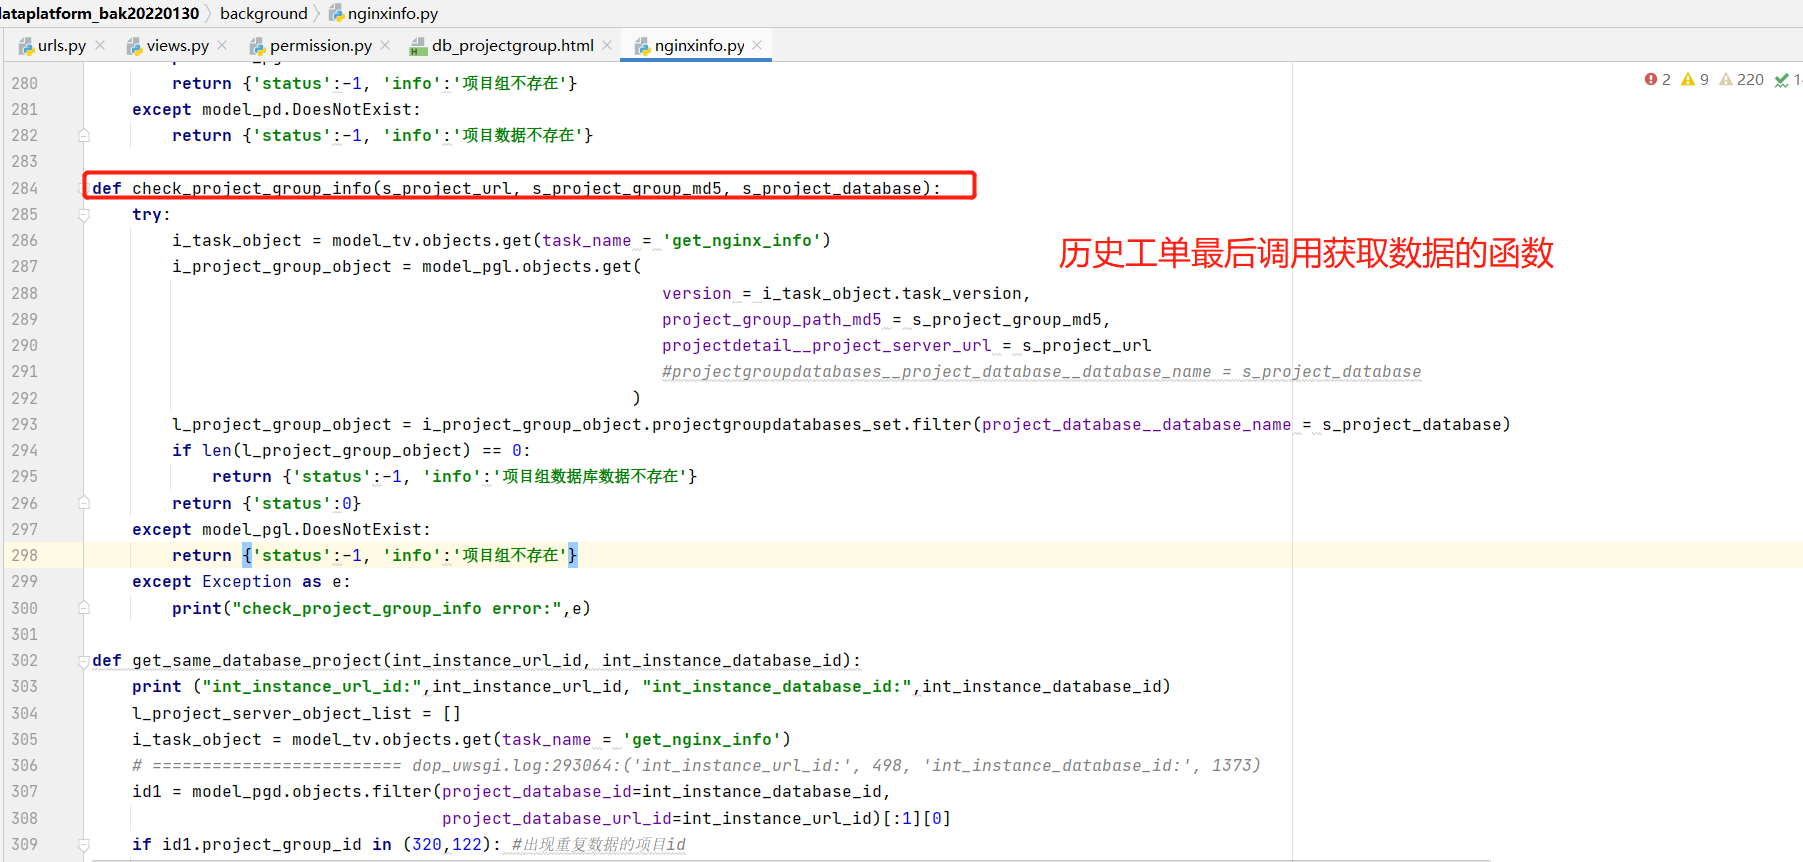 dataplatform_bak20220130 background nginxinfo.py
urls.py views.py permission.py db_projectgroup.html nginxinfo.py
2 9 220
280 return {'status':-1, 'info':'项目组不存在'}
281 except model_pd.DoesNotExist:
282 return {'status':-1, 'info':'项目数据不存在'}
283
284 def check_project_group_info(s_project_url, s_project_group_md5, s_project_database):
285 try:
286 i_task_object = model_tv.objects.get(task_name = 'get_nginx_info')
历史工单最后调用获取数据的函数
287 i_project_group_object = model_pgl.objects.get(
288 version = i_task_object.task_version,
289 project_group_path_md5 = s_project_group_md5,
290 projectdetail__project_server_url = s_project_url
291 #projectgroupdatabases__project_database__database_name = s_project_database
292 )
293 l_project_group_object = i_project_group_object.projectgroupdatabases_set.filter(project_database__database_name = s_project_database)
294 if len(l_project_group_object) == 0:
295 return {'status':-1, 'info':'项目组数据库数据不存在'}
296 return {'status':0}
297 except model_pgl.DoesNotExist:
298 return {'status':-1, 'info':'项目组不存在'}
299 except Exception as e:
300 print("check_project_group_info error:",e)
301
302 def get_same_database_project(int_instance_url_id, int_instance_database_id):
303 print ("int_instance_url_id:",int_instance_url_id, "int_instance_database_id:",int_instance_database_id)
304 l_project_server_object_list = []
305 i_task_object = model_tv.objects.get(task_name = 'get_nginx_info')
306 # ========================= dop_uwsgi.log:293064:('int_instance_url_id:', 498, 'int_instance_database_id:', 1373)
307 id1 = model_pgd.objects.filter(project_database_id=int_instance_database_id,
308 project_database_url_id=int_instance_url_id)[:1][0]
309 if id1.project_group_id in (320,122): #出现重复数据的项目id